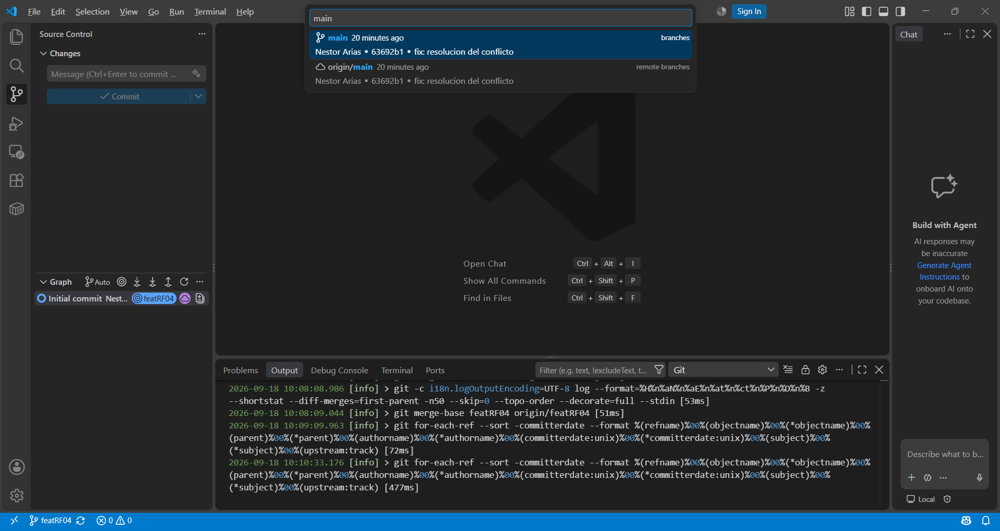 File Edit Selection View Go Run Terminal Help
main
Sign In
main 20 minutes ago branches
Nestor Arias • 63692b1 • fix: resolucion del conflicto
origin/main 20 minutes ago remote branches
Nestor Arias • 63692b1 • fix: resolucion del conflicto
Source Control
Changes
Message (Ctrl+Enter to commit ...
Commit
Graph Auto
Initial commit Nest... featRF04
Open Chat Ctrl + Alt + I
Show All Commands Ctrl + Shift + P
Find in Files Ctrl + Shift + F
Problems Output Debug Console Terminal Ports
Filter (e.g. text, !excludeText, t... Git
2026-09-18 10:08:08.986 [info] > git -c i18n.logOutputEncoding=UTF-8 log --format=%H%n%aN%n%aE%n%at%n%ct%n%P%n%D%n%B -z
--shortstat --diff-merges=first-parent -n50 --skip=0 --topo-order --decorate=full --stdin [53ms]
2026-09-18 10:08:09.044 [info] > git merge-base featRF04 origin/featRF04 [51ms]
2026-09-18 10:09:09.963 [info] > git for-each-ref --sort -committerdate --format %(refname)%00%(objectname)%00%(*objectname)%00%
(parent)%00%(*parent)%00%(authorname)%00%(*authorname)%00%(committerdate:unix)%00%(*committerdate:unix)%00%(subject)%00%
(*subject)%00%(upstream:track) [72ms]
2026-09-18 10:10:33.176 [info] > git for-each-ref --sort -committerdate --format %(refname)%00%(objectname)%00%(*objectname)%00%
(parent)%00%(*parent)%00%(authorname)%00%(*authorname)%00%(committerdate:unix)%00%(*committerdate:unix)%00%(subject)%00%
(*subject)%00%(upstream:track) [477ms]
Chat
Build with Agent
AI responses may
be inaccurate
Generate Agent
Instructions to
onboard AI onto
your codebase.
Describe what to b...
Local
featRF04 0 0